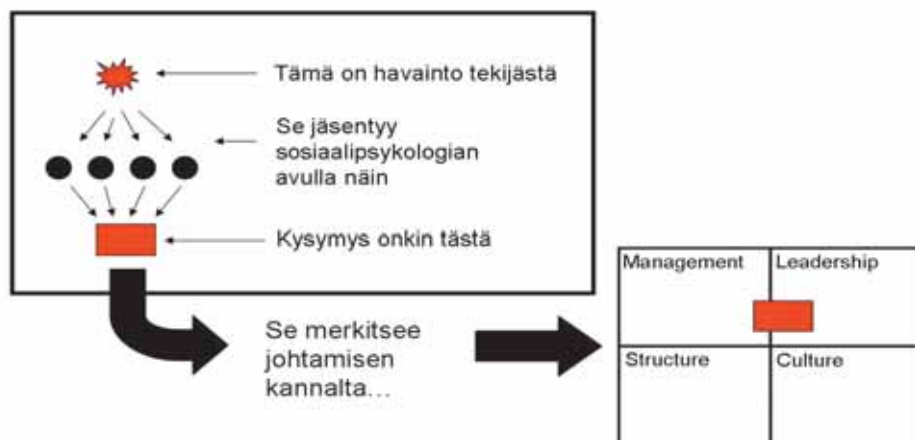 Tämä on havainto tekijästä
Se jäsentyy
sosiaalipsykologian
avulla näin
Kysymys onkin tästä
Management
Leadership
Se merkitsee
johtamisen
kannalta…
Structure
Culture